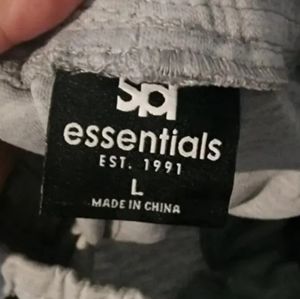 essentials
EST. 1991
L
MADE IN CHINA